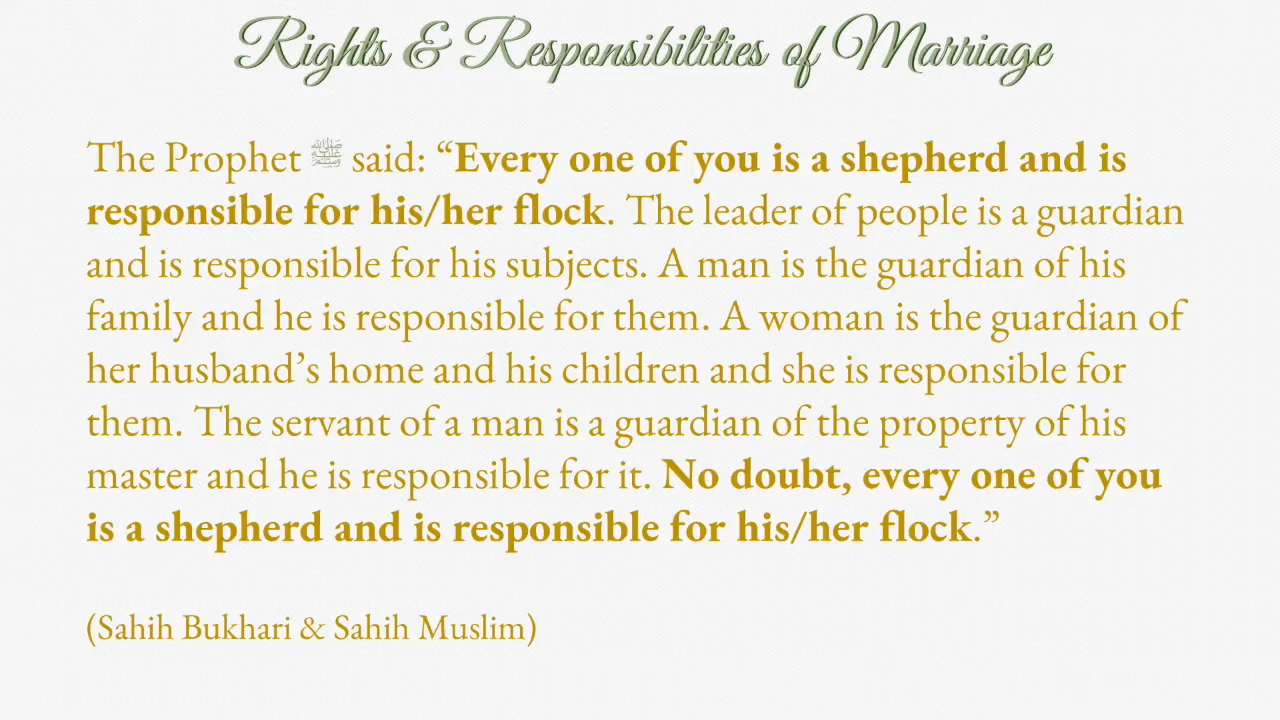 Rights & Responsibilities of Marriage
The Prophet ﷺ said: “Every one of you is a shepherd and is
responsible for his/her flock. The leader of people is a guardian
and is responsible for his subjects. A man is the guardian of his
family and he is responsible for them. A woman is the guardian of
her husband’s home and his children and she is responsible for
them. The servant of a man is a guardian of the property of his
master and he is responsible for it. No doubt, every one of you
is a shepherd and is responsible for his/her flock.”
(Sahih Bukhari & Sahih Muslim)